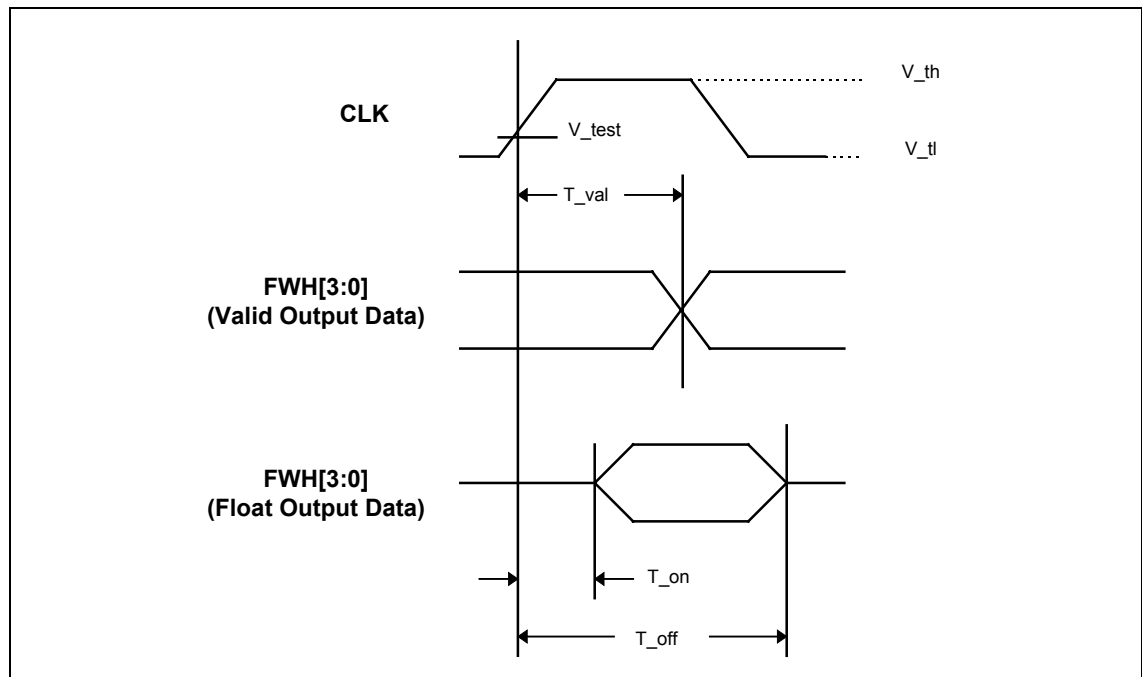 V_th
CLK
V_test
V_tl
T_val
FWH[3:0]
(Valid Output Data)
FWH[3:0]
(Float Output Data)
T_on
T_off